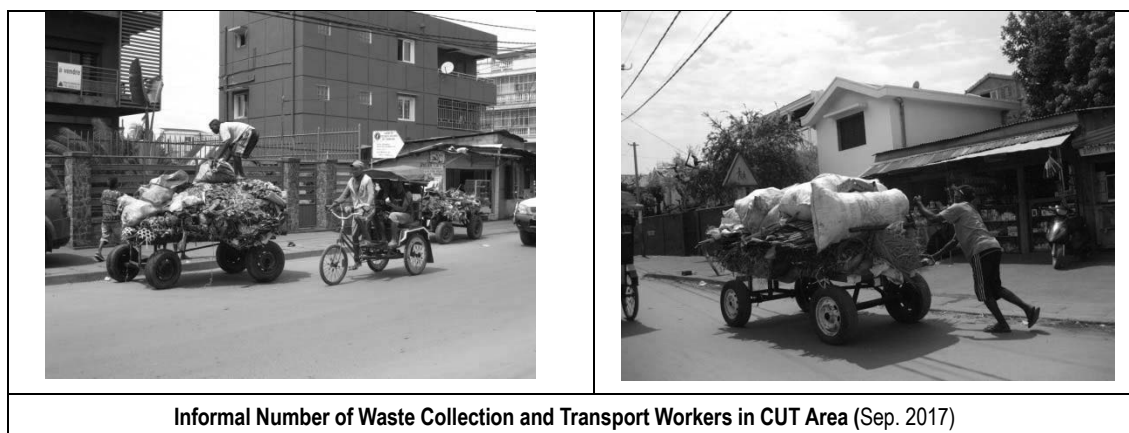 Informal Number of Waste Collection and Transport Workers in CUT Area (Sep. 2017)